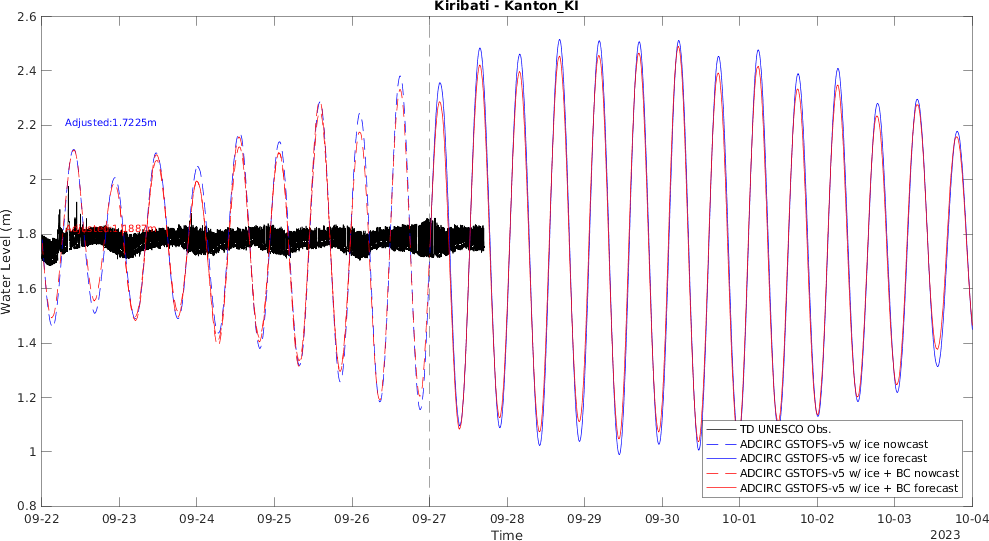 Kiribati - Kanton_KI
2.6
2.4
2.2
2
1.8
1.6
1.4
1.2
1
0.8
Water Level (m)
Adjusted:1.7225m
TD UNESCO Obs.
ADCIRC GSTOFS-v5 w/ ice nowcast
ADCIRC GSTOFS-v5 w/ ice forecast
ADCIRC GSTOFS-v5 w/ ice + BC nowcast
ADCIRC GSTOFS-v5 w/ ice + BC forecast
09-22 09-23 09-24 09-25 09-26 09-27 09-28 09-29 09-30 10-01 10-02 10-03 10-04
Time
2023